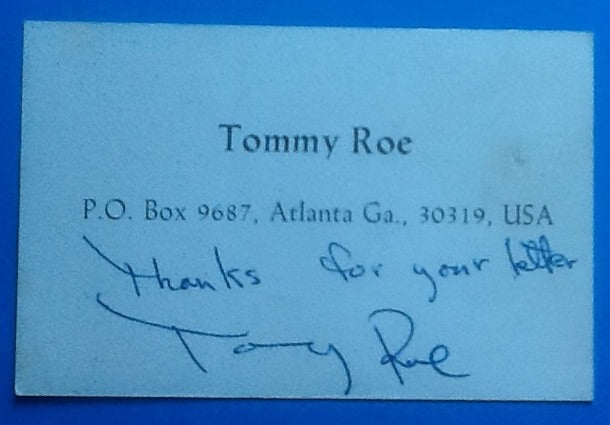 Tommy Roe
P.O. Box 9687, Atlanta Ga., 30319, USA
Thanks for your letter
Tommy Roe